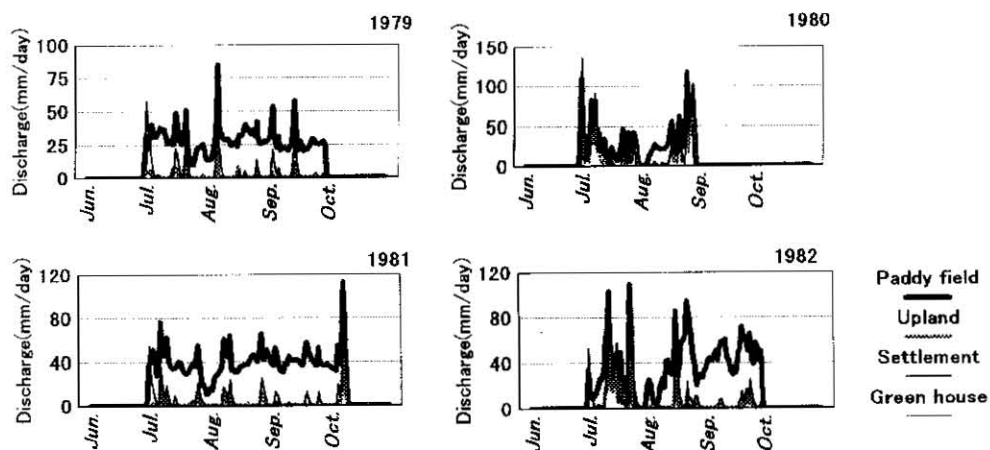 1979
Discharge(mm/day)
100
75
50
25
0
Jun.
Jul.
Aug.
Sep.
Oct.
1980
Discharge(mm/day)
150
100
50
0
Jun.
Jul.
Aug.
Sep.
Oct.
1981
Discharge(mm/day)
120
80
40
0
Jun.
Jul.
Aug.
Sep.
Oct.
1982
Discharge(mm/day)
120
80
40
0
Jun.
Jul.
Aug.
Sep.
Oct.
Paddy field
Upland
Settlement
Green house